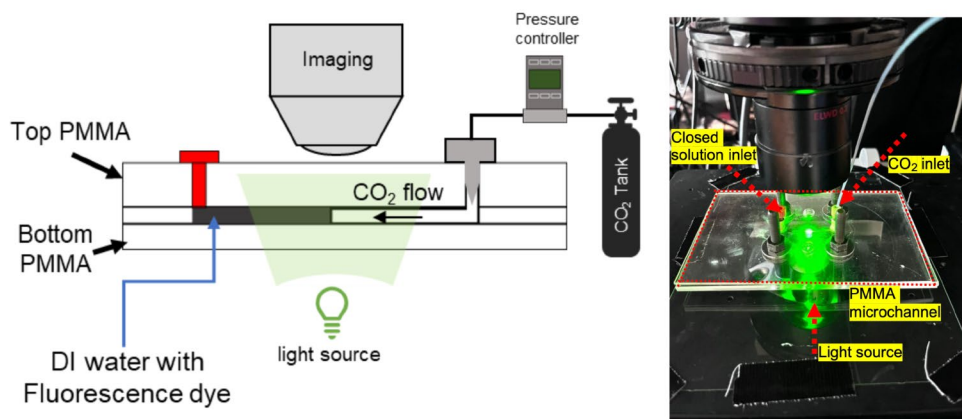 Pressure
controller
Imaging
Top PMMA
CO₂ flow
CO₂ Tank
Bottom
PMMA
light source
DI water with
Fluorescence dye
Closed
solution inlet
CO₂ inlet
PMMA
microchannel
Light source